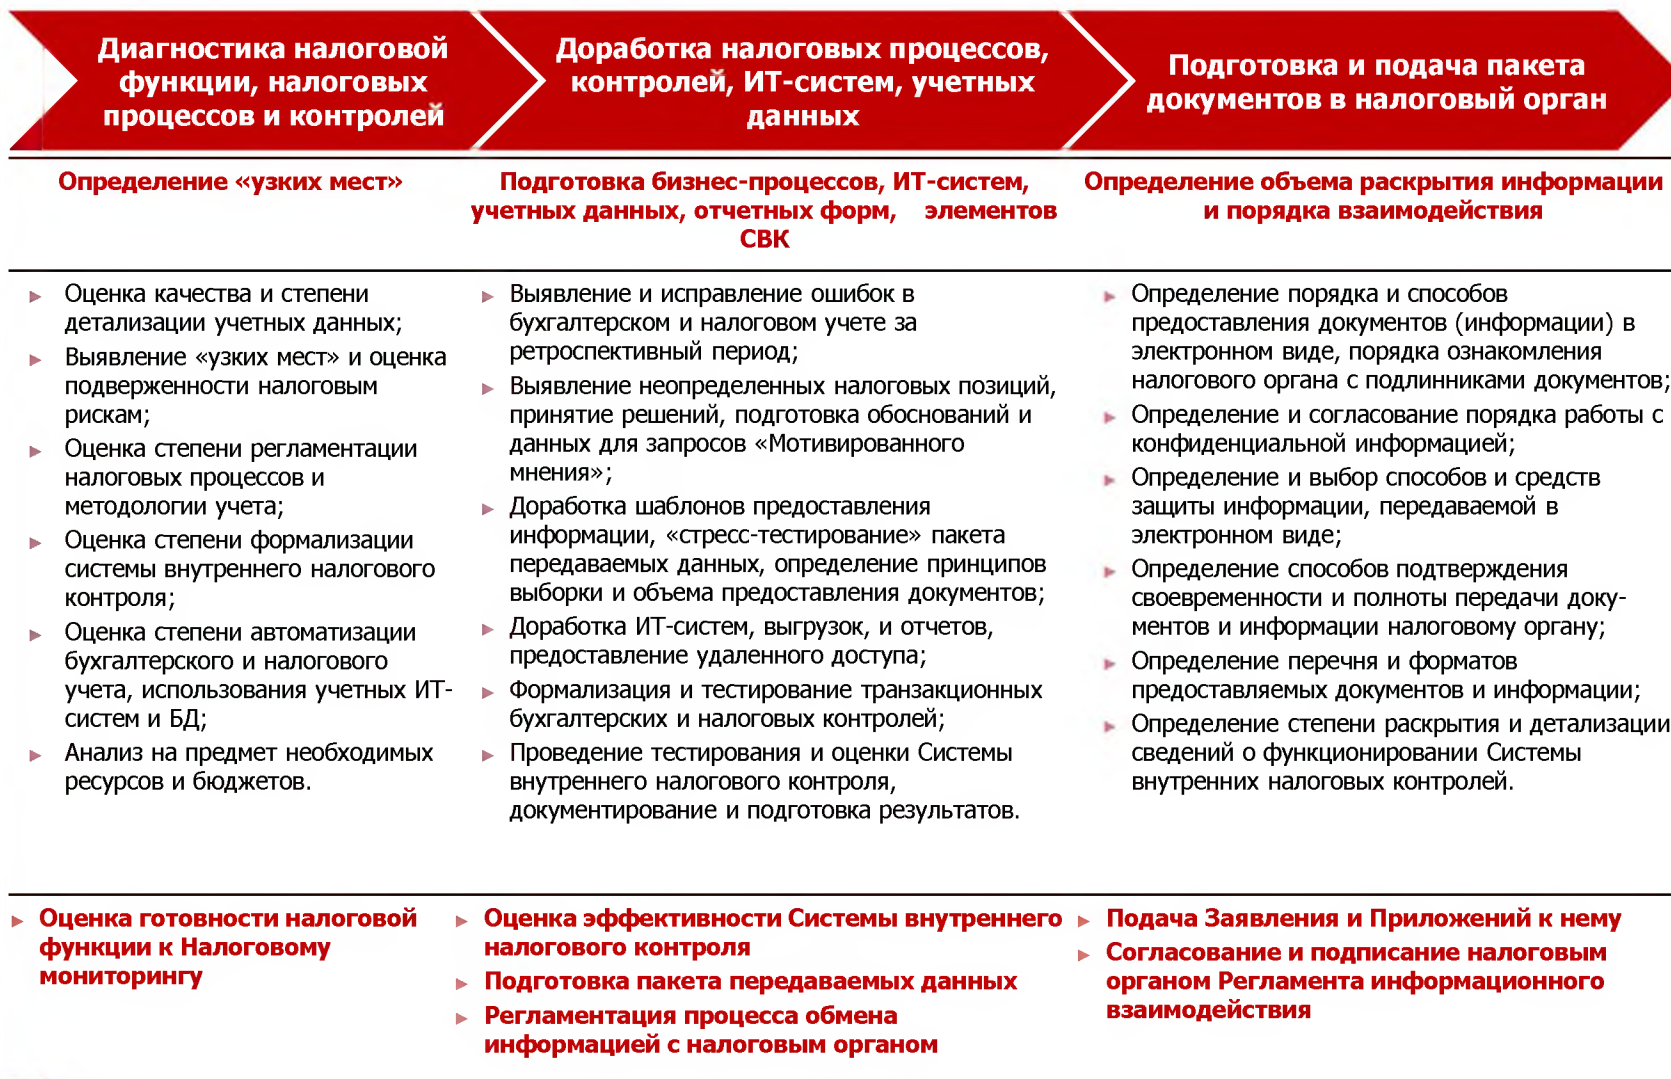 Диагностика налоговой
функции, налоговых
процессов и контролей
Доработка налоговых процессов,
контролей, ИТ-систем, учетных
данных
Подготовка и подача пакета
документов в налоговый орган
Определение «узких мест»
Подготовка бизнес-процессов, ИТ-систем,
учетных данных, отчетных форм, элементов
СВК
Определение объема раскрытия информации
и порядка взаимодействия
► Оценка качества и степени
детализации учетных данных;
► Выявление «узких мест» и оценка
подверженности налоговым
рискам;
► Оценка степени регламентации
налоговых процессов и
методологии учета;
► Оценка степени формализации
системы внутреннего налогового
контроля;
► Оценка степени автоматизации
бухгалтерского и налогового
учета, использования учетных ИТ-
систем и БД;
► Анализ на предмет необходимых
ресурсов и бюджетов.
► Выявление и исправление ошибок в
бухгалтерском и налоговом учете за
ретроспективный период;
► Выявление неопределенных налоговых позиций,
принятие решений, подготовка обоснований и
данных для запросов «Мотивированного
мнения»;
► Доработка шаблонов предоставления
информации, «стресс-тестирование» пакета
передаваемых данных, определение принципов
выборки и объема предоставления документов;
► Доработка ИТ-систем, выгрузок, и отчетов,
предоставление удаленного доступа;
► Формализация и тестирование транзакционных
бухгалтерских и налоговых контролей;
► Проведение тестирования и оценки Системы
внутреннего налогового контроля,
документирование и подготовка результатов.
► Определение порядка и способов
предоставления документов (информации) в
электронном виде, порядка ознакомления
налогового органа с подлинниками документов;
► Определение и согласование порядка работы с
конфиденциальной информацией;
► Определение и выбор способов и средств
защиты информации, передаваемой в
электронном виде;
► Определение способов подтверждения
своевременности и полноты передачи доку-
ментов и информации налоговому органу;
► Определение перечня и форматов
предоставляемых документов и информации;
► Определение степени раскрытия и детализации
сведений о функционировании Системы
внутренних налоговых контролей.
► Оценка готовности налоговой
функции к Налоговому
мониторингу
► Оценка эффективности Системы внутреннего
налогового контроля
► Подготовка пакета передаваемых данных
► Регламентация процесса обмена
информацией с налоговым органом
► Подача Заявления и Приложений к нему
► Согласование и подписание налоговым
органом Регламента информационного
взаимодействия